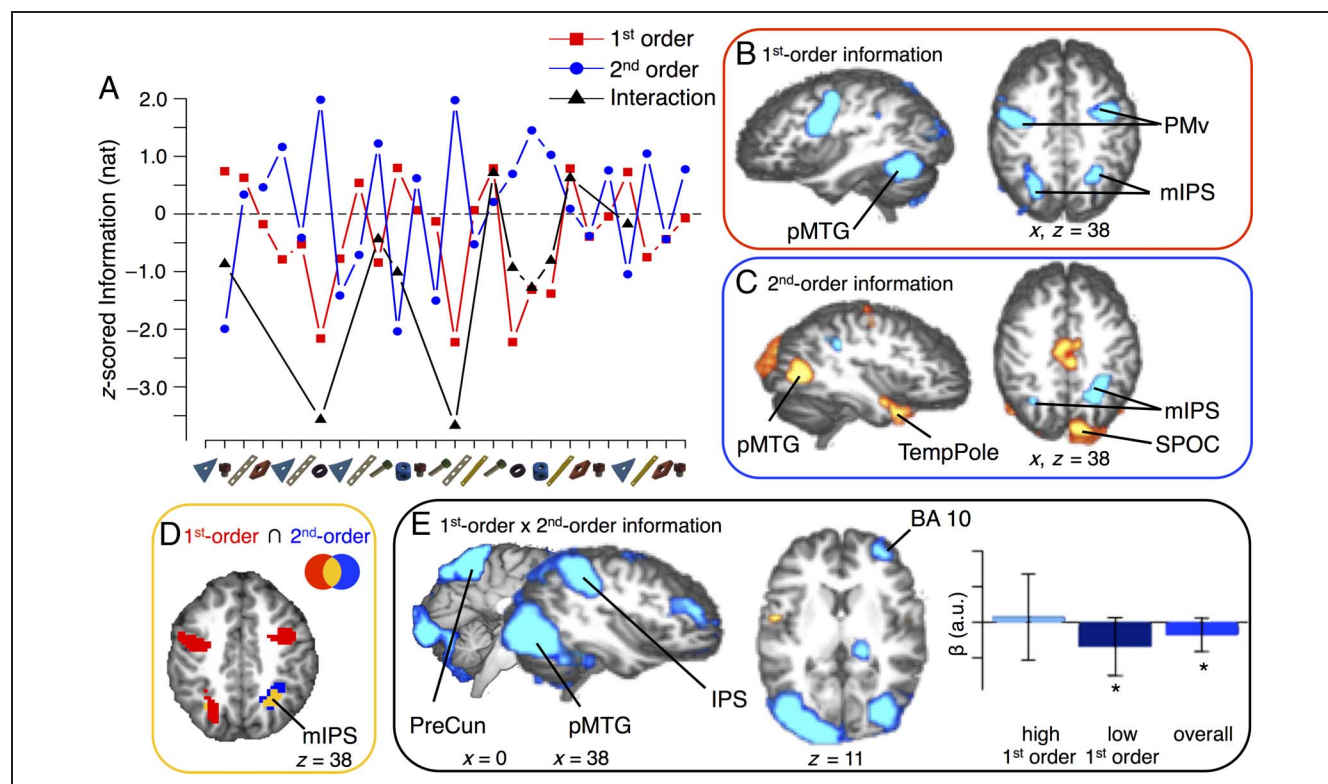 1st order
2nd order
Interaction
A
z-scored Information (nat)
2.0
1.0
0
−1.0
−2.0
−3.0
B 1st-order information
PMv
mIPS
pMTG
x, z = 38
C 2nd-order information
mIPS
pMTG
TempPole
SPOC
x, z = 38
D 1st-order ∩ 2nd-order
mIPS
z = 38
E 1st-order x 2nd-order information
BA 10
IPS
PreCun
pMTG
x = 0
x = 38
z = 11
β (a.u.)
*
*
high
1st order
low
1st order
overall